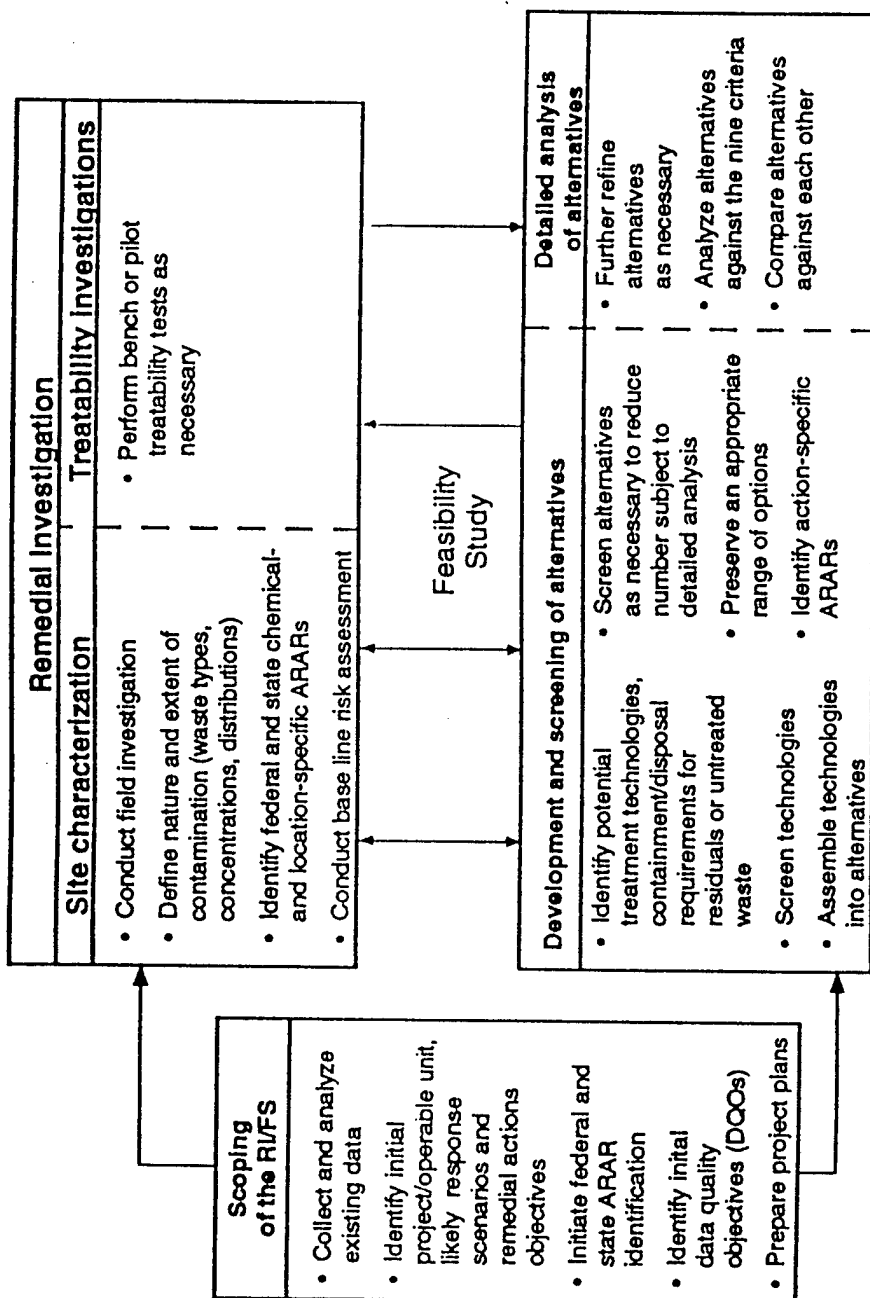 Scoping
of the RI/FS
• Collect and analyze
existing data
• Identify initial
project/operable unit,
likely response
scenarios and
remedial actions
objectives
• Initiate federal and
state ARAR
identification
• Identify inital
data quality
objectives (DQOs)
• Prepare project plans
Remedial Investigation
Site characterization
• Conduct field investigation
• Define nature and extent of
contamination (waste types,
concentrations, distributions)
• Identify federal and state chemical-
and location-specific ARARs
• Conduct base line risk assessment
Treatability Investigations
• Perform bench or pilot
treatability tests as
necessary
Feasibility
Study
Development and screening of alternatives
• Identify potential
treatment technologies,
containment/disposal
requirements for
residuals or untreated
waste
• Screen technologies
• Assemble technologies
into alternatives
• Screen alternatives
as necessary to reduce
number subject to
detailed analysis
• Preserve an appropriate
range of options
• Identify action-specific
ARARs
Detailed analysis
of alternatives
• Further refine
alternatives
as necessary
• Analyze alternatives
against the nine criteria
• Compare alternatives
against each other